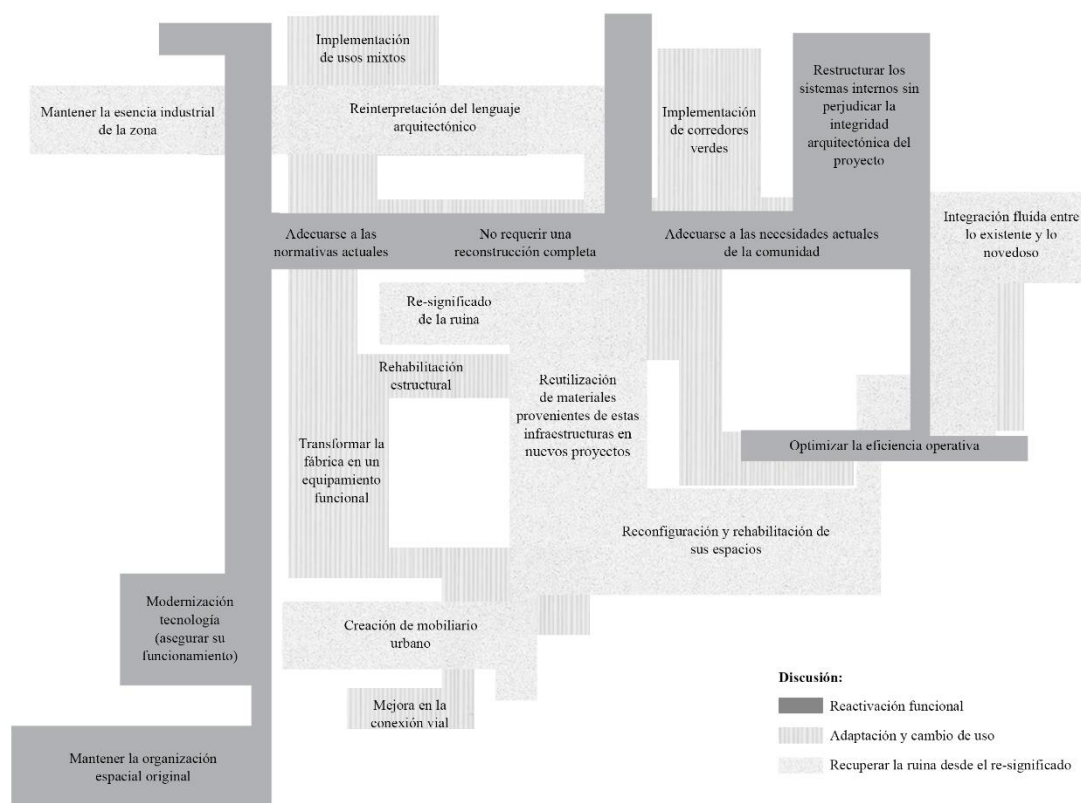 Implementación
de usos mixtos
Mantener la esencia industrial
de la zona
Reinterpretación del lenguaje
arquitectónico
Implementación
de corredores
verdes
Restructurar los
sistemas internos sin
perjudicar la
integridad
arquitectónica del
proyecto
Adecuarse a las
normativas actuales
No requerir una
reconstrucción completa
Adecuarse a las necesidades actuales
de la comunidad
Integración fluida entre
lo existente y lo
novedoso
Re-significado
de la ruina
Rehabilitación
estructural
Reutilización
de materiales
provenientes de estas
infraestructuras en
nuevos proyectos
Transformar la
fábrica en un
equipamiento
funcional
Optimizar la eficiencia operativa
Reconfiguración y rehabilitación de
sus espacios
Modernización
tecnología
(asegurar su
funcionamiento)
Creación de mobiliario
urbano
Mejora en la
conexión vial
Mantener la organización
espacial original
Discusión:
Reactivación funcional
Adaptación y cambio de uso
Recuperar la ruina desde el re-significado